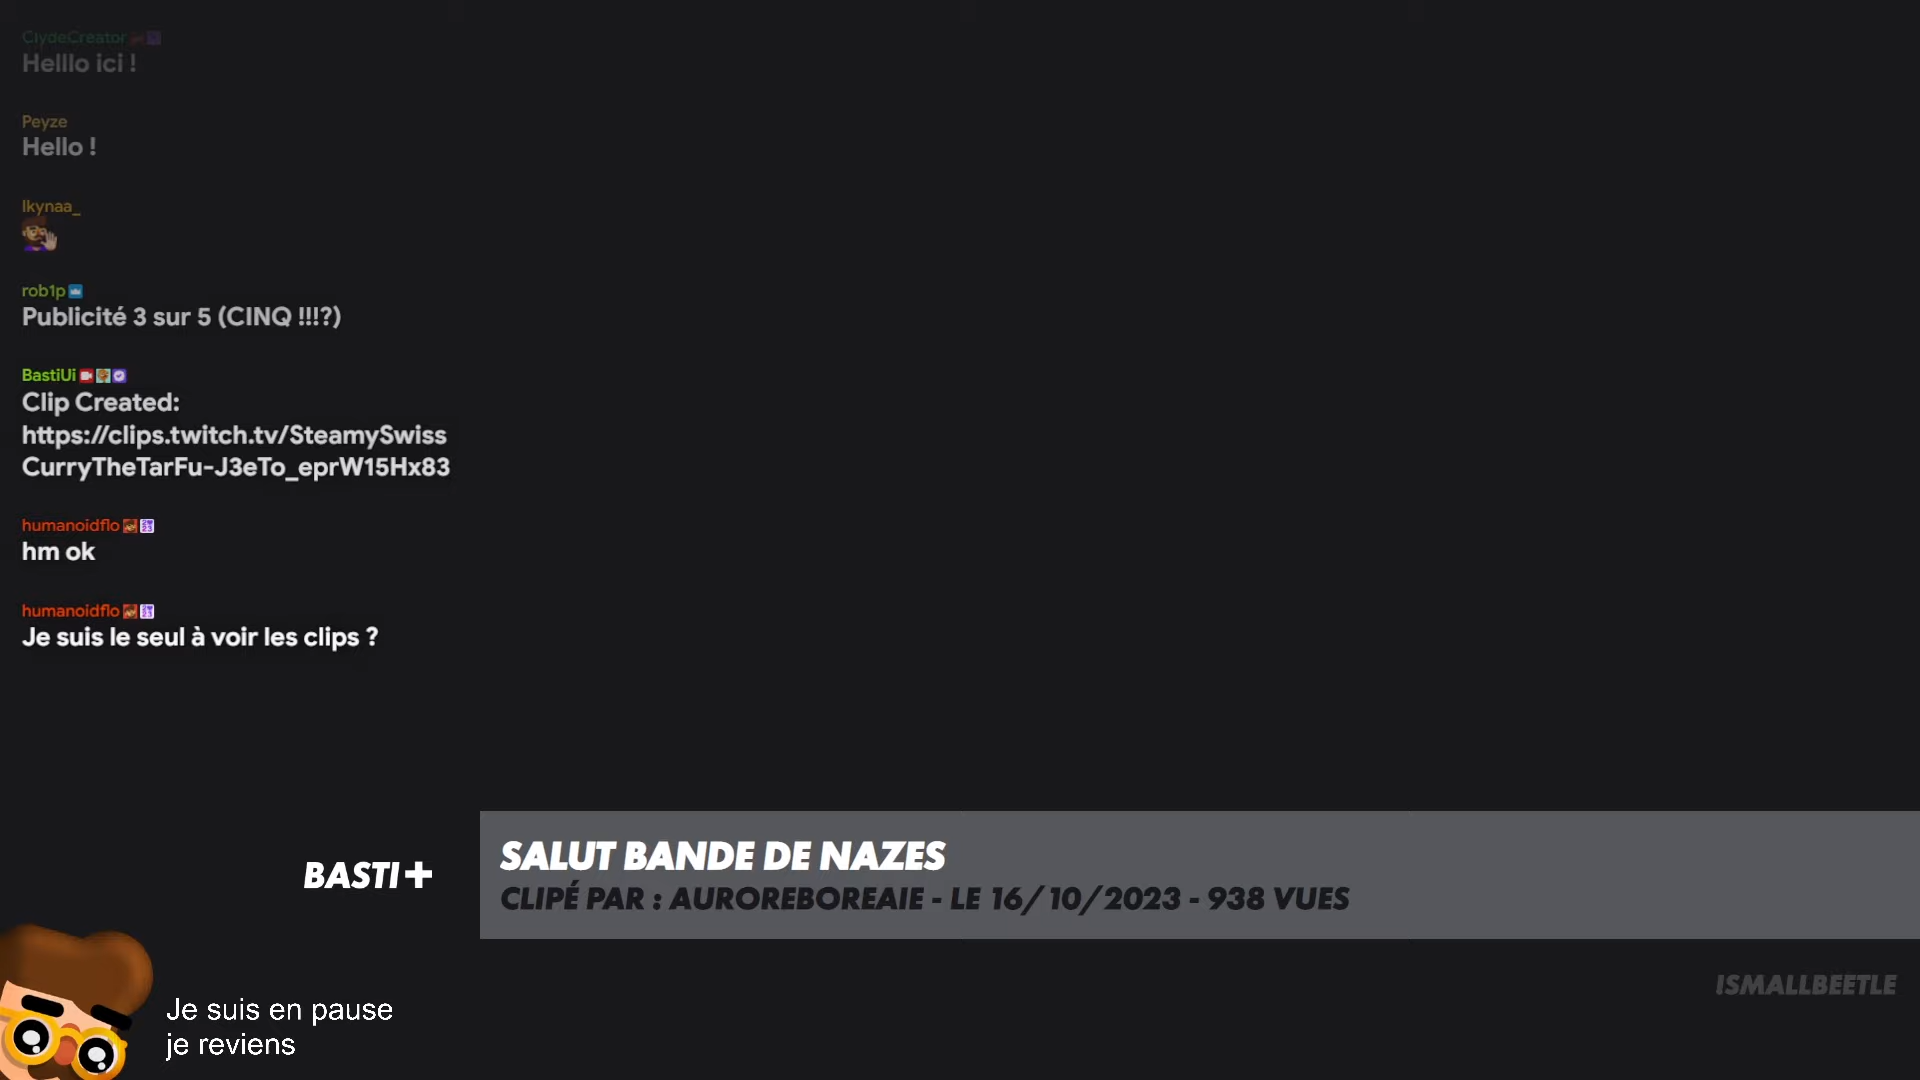 ClydeCreator
Helllo ici !
Peyze
Hello !
Ikynaa_
rob1p
Publicité 3 sur 5 (CINQ !!!?)
BastiUi
Clip Created:
https://clips.twitch.tv/SteamySwiss
CurryTheTarFu-J3eTo_eprW15Hx83
humanoidflo
hm ok
humanoidflo
Je suis le seul à voir les clips ?
BASTI+
SALUT BANDE DE NAZES
CLIPÉ PAR : AUROREBOREAIE - LE 16/10/2023 - 938 VUES
!SMALLBEETLE
Je suis en pause
je reviens